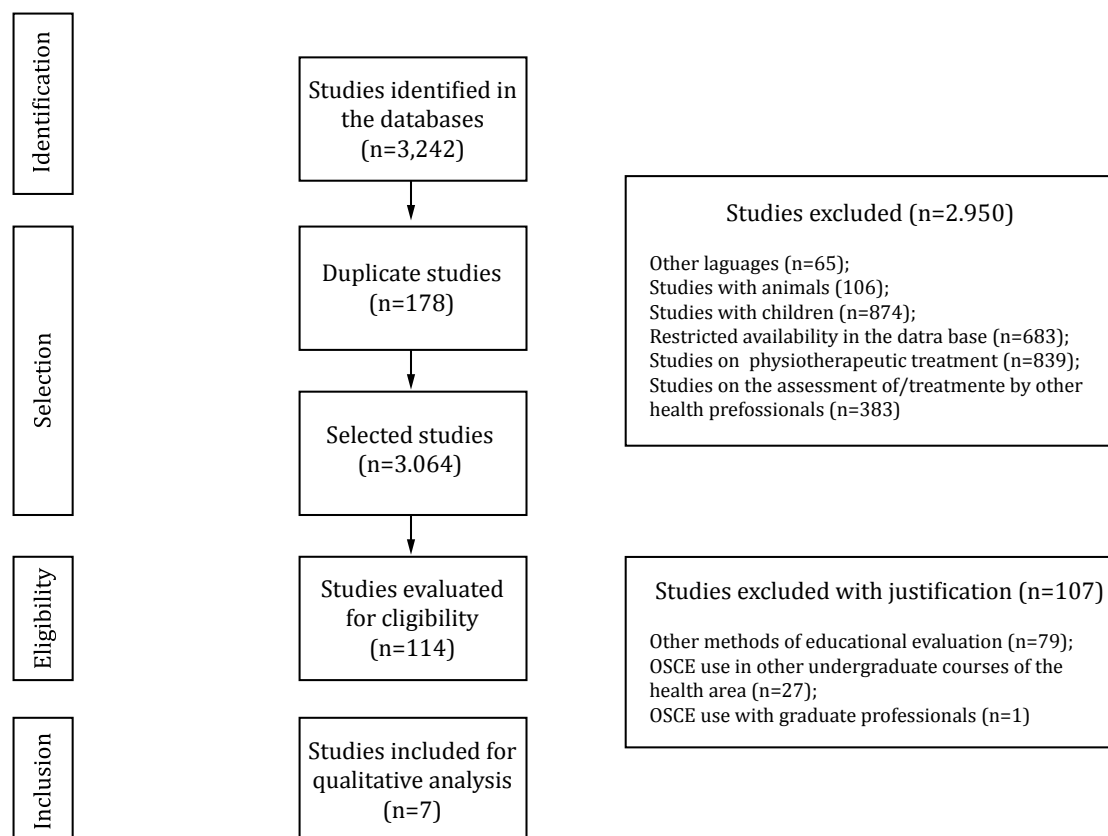 Identification
Studies identified in
the databases
(n=3,242)
Studies excluded (n=2.950)
Other laguages (n=65);
Studies with animals (106);
Studies with children (n=874);
Restricted availability in the datra base (n=683);
Studies on physiotherapeutic treatment (n=839);
Studies on the assessment of/treatmente by other
health prefossionals (n=383)
Selection
Duplicate studies
(n=178)
Selected studies
(n=3.064)
Eligibility
Studies evaluated
for cligibility
(n=114)
Studies excluded with justification (n=107)
Other methods of educational evaluation (n=79);
OSCE use in other undergraduate courses of the
health area (n=27);
OSCE use with graduate professionals (n=1)
Inclusion
Studies included for
qualitative analysis
(n=7)